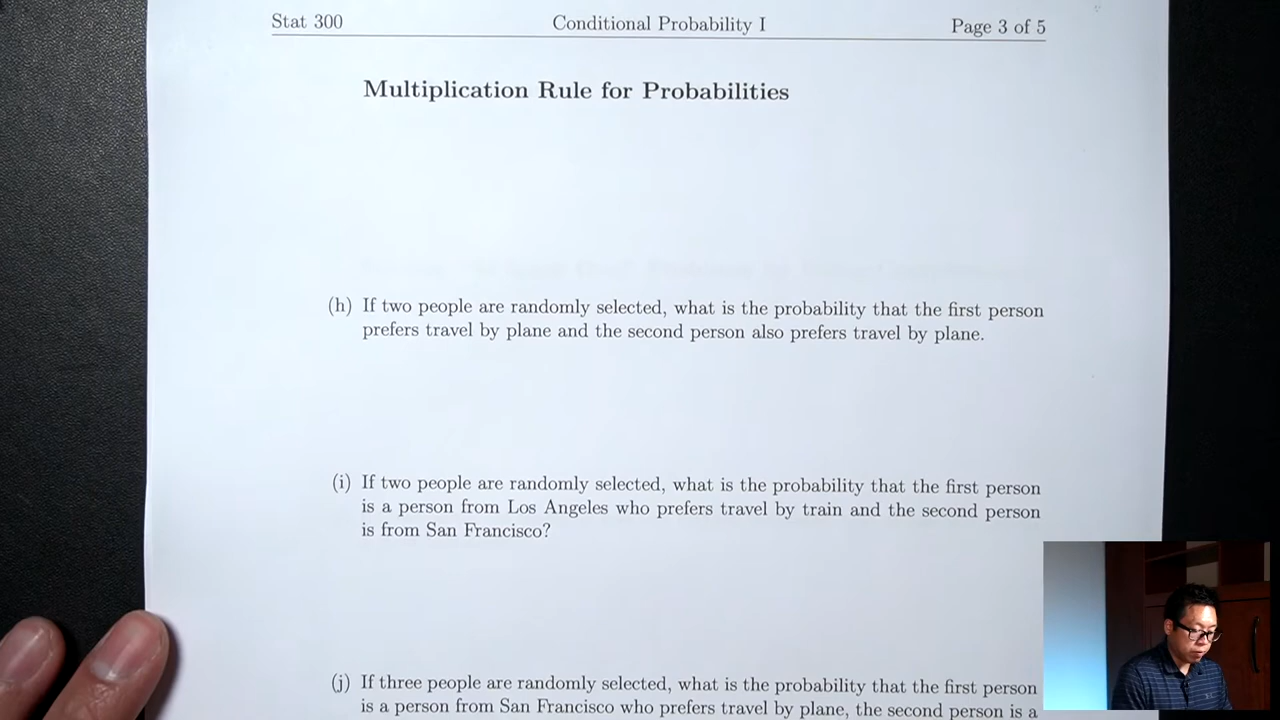 Stat 300 Conditional Probability I Page 3 of 5
Multiplication Rule for Probabilities
(h) If two people are randomly selected, what is the probability that the first person
prefers travel by plane and the second person also prefers travel by plane.
(i) If two people are randomly selected, what is the probability that the first person
is a person from Los Angeles who prefers travel by train and the second person
is from San Francisco?
(j) If three people are randomly selected, what is the probability that the first person
is a person from San Francisco who prefers travel by plane, the second person is a